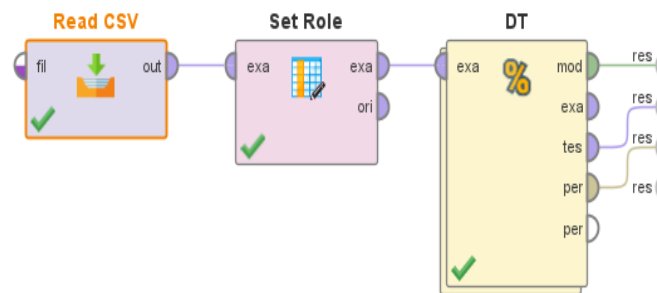 Read CSV
Set Role
DT
fil
out
exa
exa
ori
exa
mod
exa
tes
per
per
%
res
res
res
res